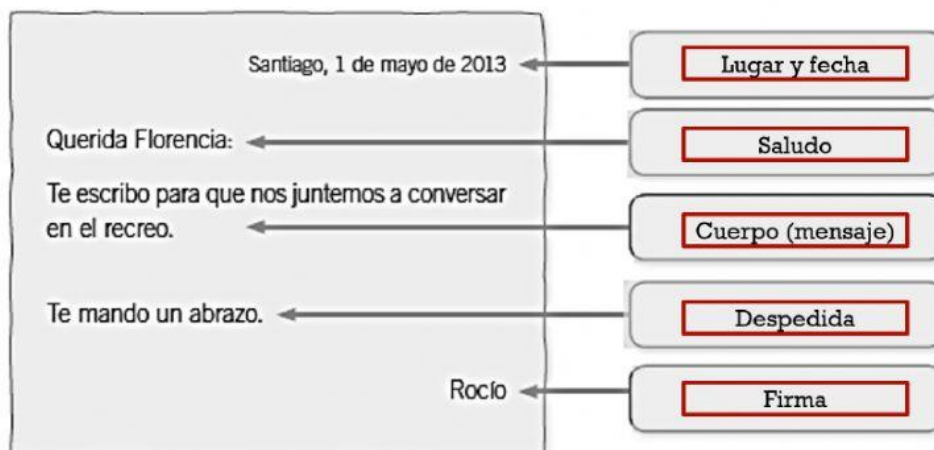 Santiago, 1 de mayo de 2013
Lugar y fecha
Querida Florencia:
Saludo
Te escribo para que nos juntemos a conversar
en el recreo.
Cuerpo (mensaje)
Te mando un abrazo.
Despedida
Rocío
Firma